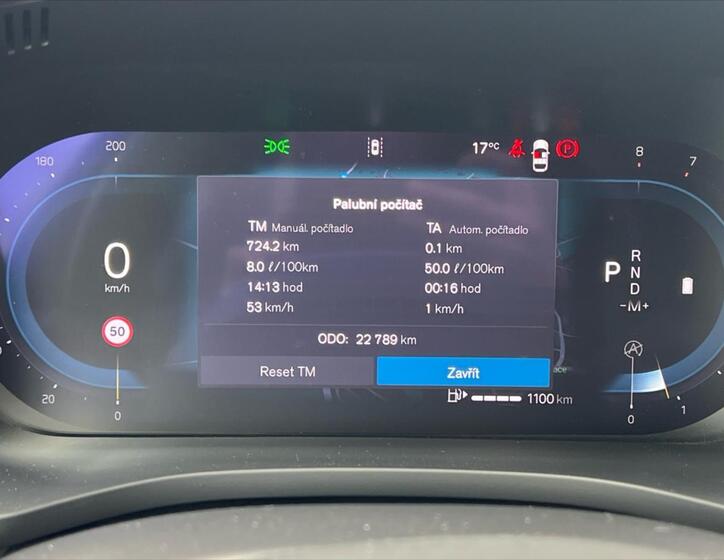 200
180
17°C
8
7
Palubní počítač
TM Manuál. počítadlo
TA Autom. počítadlo
724.2 km
0.1 km
8.0 ℓ/100km
50.0 ℓ/100km
14:13 hod
00:16 hod
53 km/h
1 km/h
ODO: 22 789 km
Reset TM
Zavřít
0
km/h
50
P
R
N
D
-M+
A
20
0
1100 km
1
0